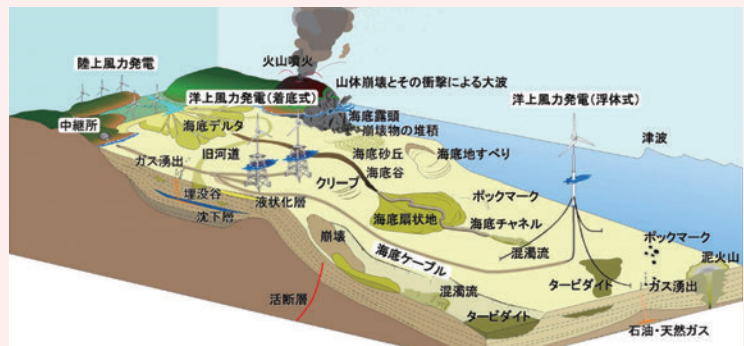 火山噴火
陸上風力発電
山体崩壊とその衝撃による大波
洋上風力発電(着底式)
洋上風力発電(浮体式)
海底露頭
崩壊物の堆積
中継所
海底デルタ
津波
旧河道
海底砂丘
海底地すべり
ガス湧出
海底谷
クリープ
ポックマーク
埋没谷
液状化層
海底扇状地
海底チャネル
沈下層
混濁流
崩壊
海底ケーブル
ポックマーク
泥火山
混濁流
タービダイト
ガス湧出
活断層
タービダイト
石油・天然ガス